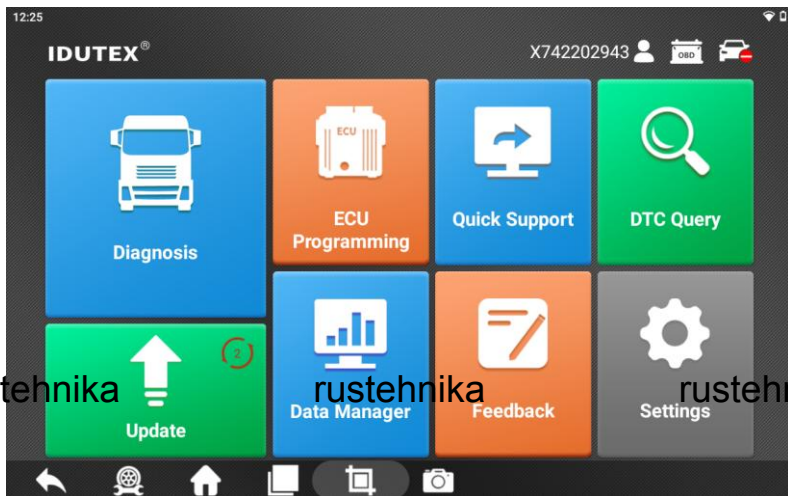 12:25
IDUTEX®
X742202943
OBD
ECU
Diagnosis
ECU
Programming
Quick Support
DTC Query
2
Update
Data Manager
Feedback
Settings
tehnika
rustehnika
rusteh